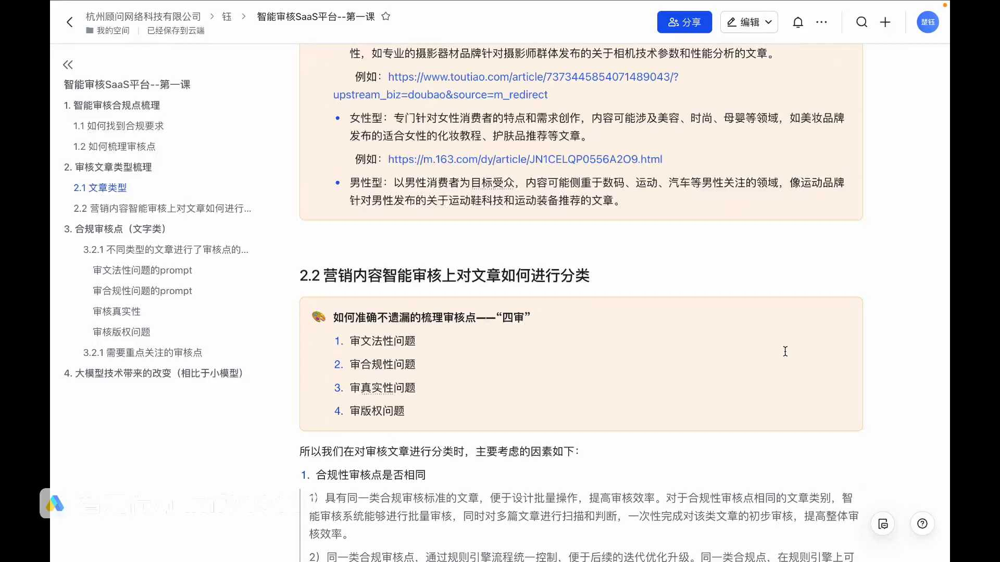 杭州顾问网络科技有限公司 > 钰 > 智能审核SaaS平台--第一课
我的空间 | 已经保存到云端
分享
编辑
楚钰
智能审核SaaS平台--第一课
1. 智能审核合规点梳理
1.1 如何找到合规要求
1.2 如何梳理审核点
2. 审核文章类型梳理
2.1 文章类型
2.2 营销内容智能审核上对文章如何进行...
3. 合规审核点（文字类）
3.2.1 不同类型的文章进行了审核点的...
审文法性问题的prompt
审合规性问题的prompt
审核真实性
审核版权问题
3.2.1 需要重点关注的审核点
4. 大模型技术带来的改变（相比于小模型）
性，如专业的摄影器材品牌针对摄影师群体发布的关于相机技术参数和性能分析的文章。
例如：https://www.toutiao.com/article/7373445854071489043/?
upstream_biz=doubao&source=m_redirect
• 女性型：专门针对女性消费者的特点和需求创作，内容可能涉及美容、时尚、母婴等领域，如美妆品牌
发布的适合女性的化妆教程、护肤品推荐等文章。
例如：https://m.163.com/dy/article/JN1CELQP0556A2O9.html
• 男性型：以男性消费者为目标受众，内容可能侧重于数码、运动、汽车等男性关注的领域，像运动品牌
针对男性发布的关于运动鞋科技和运动装备推荐的文章。
2.2 营销内容智能审核上对文章如何进行分类
如何准确不遗漏的梳理审核点——“四审”
1. 审文法性问题
2. 审合规性问题
3. 审真实性问题
4. 审版权问题
所以我们在对审核文章进行分类时，主要考虑的因素如下：
1. 合规性审核点是否相同
1）具有同一类合规审核标准的文章，便于设计批量操作，提高审核效率。对于合规性审核点相同的文章类别，智
能审核系统能够进行批量审核，同时对多篇文章进行扫描和判断，一次性完成对该类文章的初步审核，提高整体审
核效率。
2）同一类合规审核点，通过规则引擎流程统一控制，便于后续的迭代优化升级。同一类合规点，在规则引擎上可